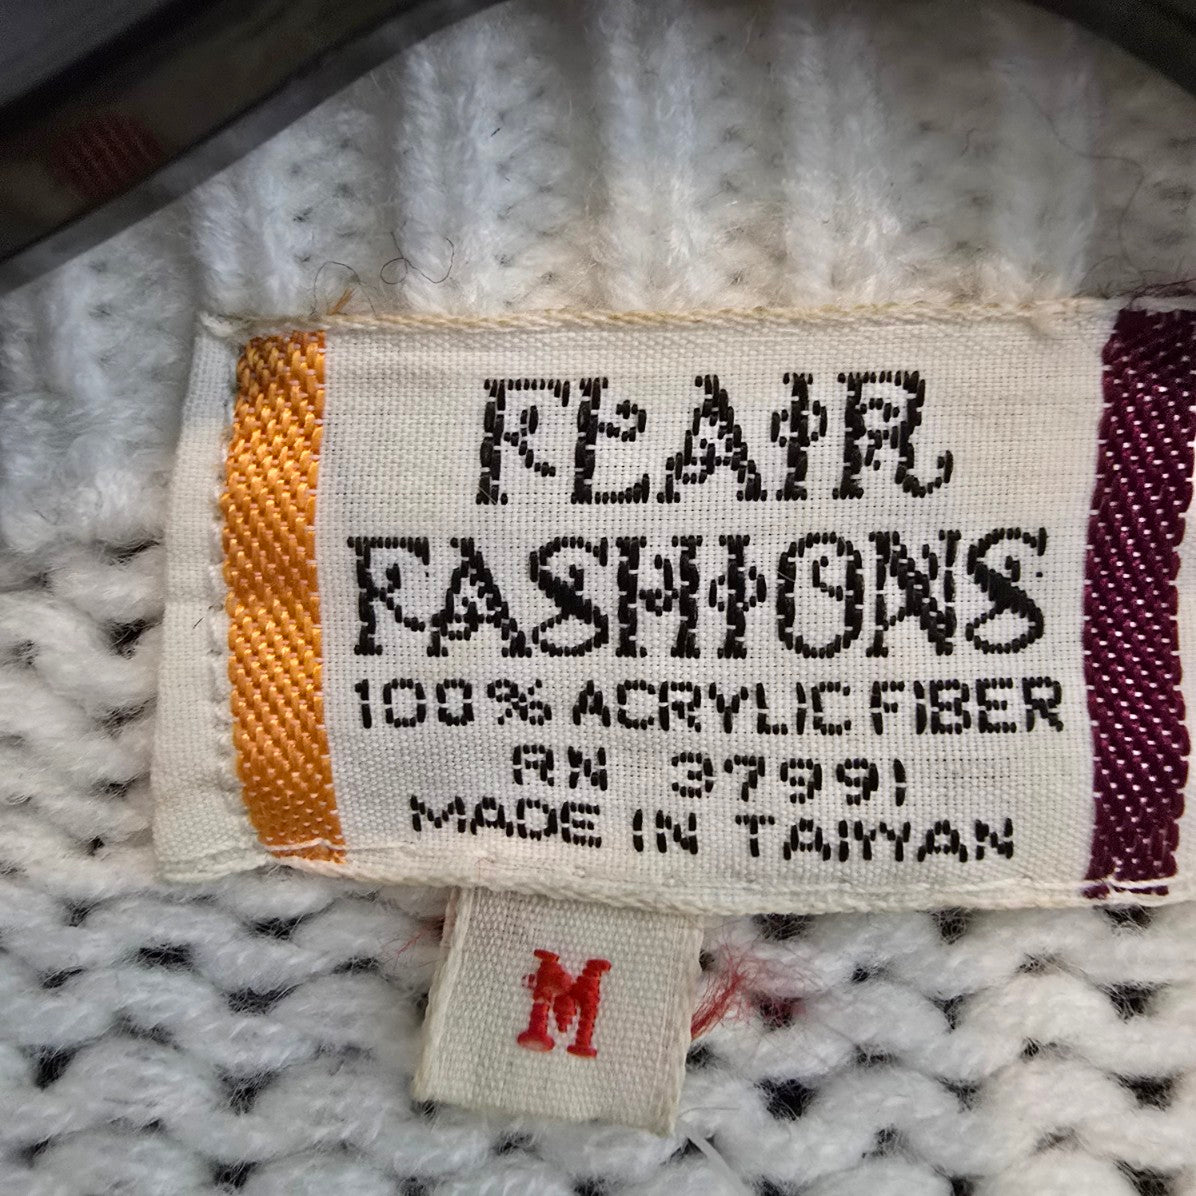 FLAIR
FASHIONS
100% ACRYLIC FIBER
RN 37991
MADE IN TAIWAN
M